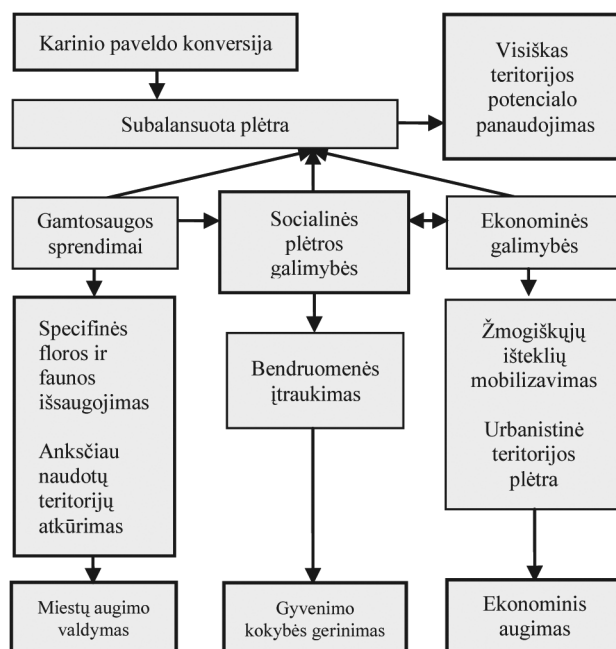 Karinio paveldo konversija
Visiškas
teritorijos
potencialo
panaudojimas
Subalansuota plėtra
Gamtosaugos
sprendimai
Socialinės
plėtros
galimybės
Ekonominės
galimybės
Specifinės
floros ir
faunos
išsaugojimas
Anksčiau
naudotų
teritorijų
atkūrimas
Bendruomenės
įtraukimas
Žmogiškųjų
išteklių
mobilizavimas
Urbanistinė
teritorijos
plėtra
Miestų augimo
valdymas
Gyvenimo
kokybės gerinimas
Ekonominis
augimas